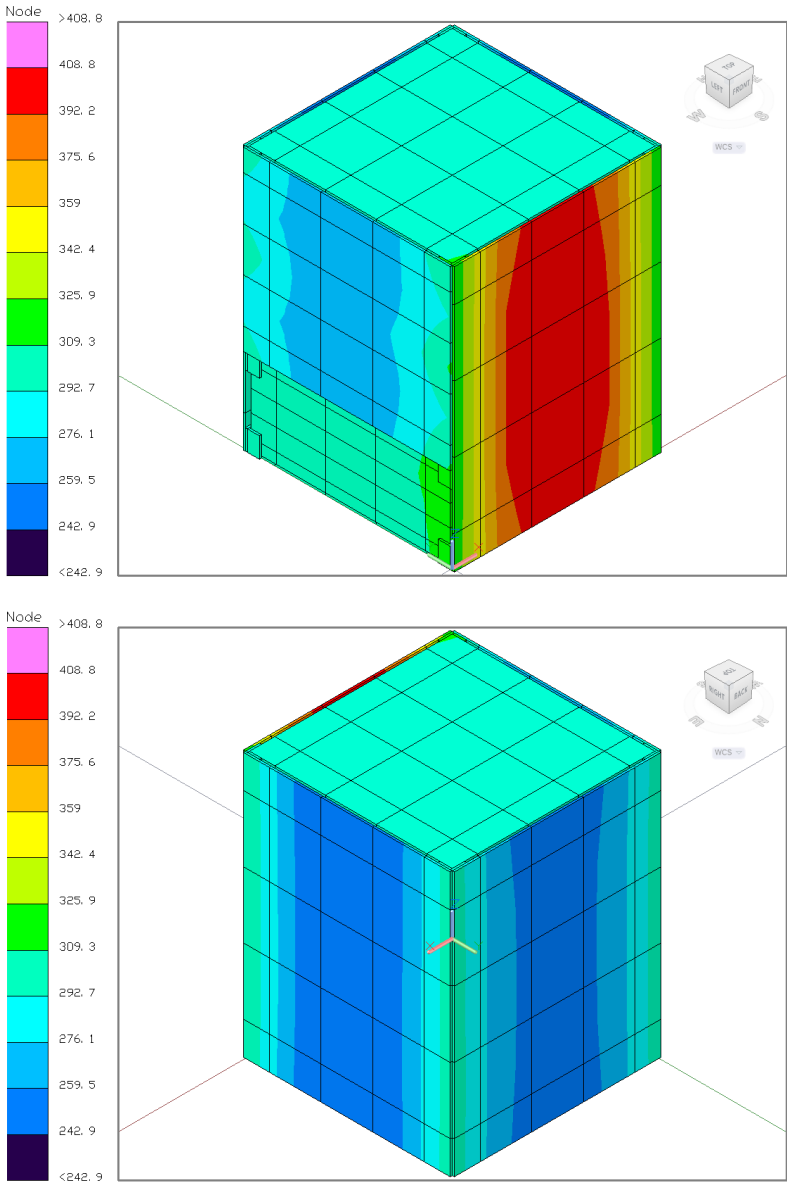 Node
>408. 8
408. 8
392. 2
375. 6
359
342. 4
325. 9
309. 3
292. 7
276. 1
259. 5
242. 9
<242. 9
TOP
LEFT
FRONT
W
S
WCS
Node
>408. 8
408. 8
392. 2
375. 6
359
342. 4
325. 9
309. 3
292. 7
276. 1
259. 5
242. 9
<242. 9
TOP
RIGHT
BACK
E
N
WCS